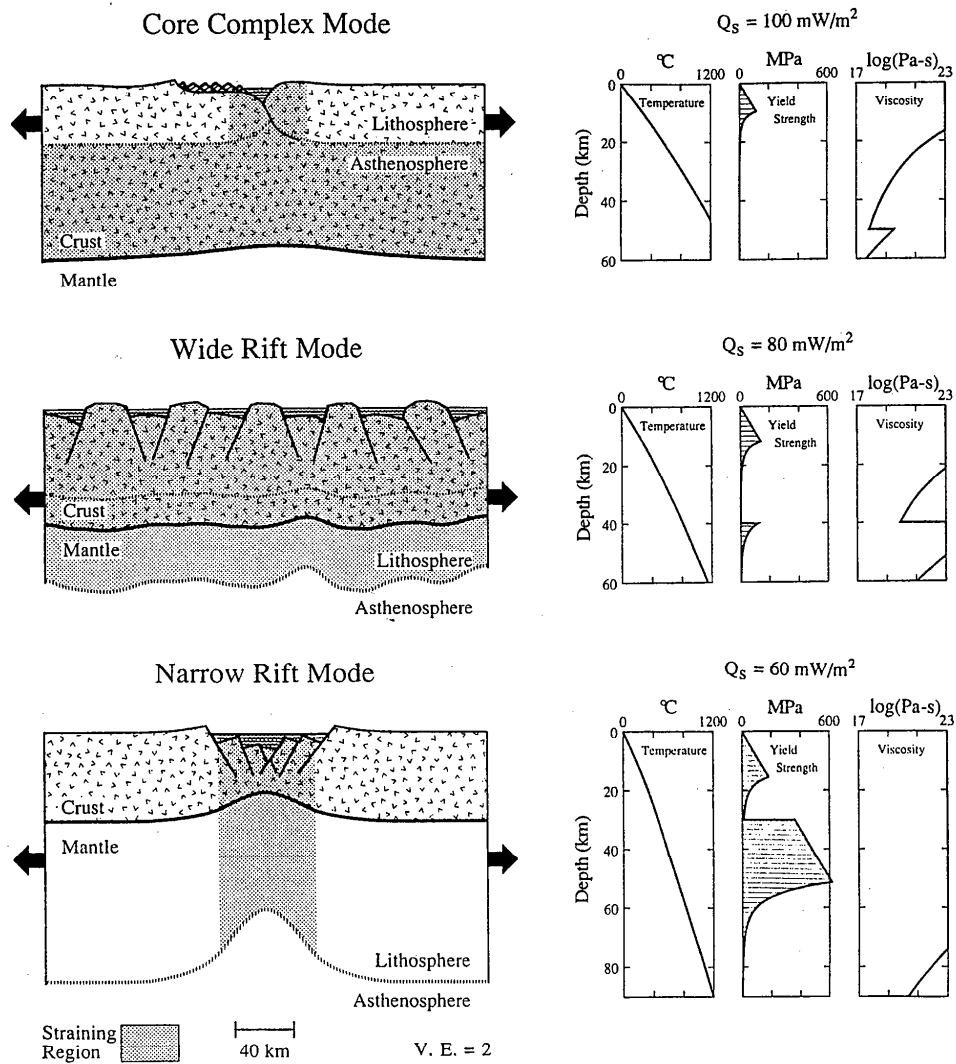 Core Complex Mode
Lithosphere
Asthenosphere
Crust
Mantle
Qs = 100 mW/m²
°C MPa log(Pa-s)
0 1200 0 600 17 23
0
20
40
60
Depth (km)
Temperature
Yield
Strength
Viscosity
Wide Rift Mode
Crust
Mantle
Lithosphere
Asthenosphere
Qs = 80 mW/m²
°C MPa log(Pa-s)
0 1200 0 600 17 23
0
20
40
60
Depth (km)
Temperature
Yield
Strength
Viscosity
Narrow Rift Mode
Crust
Mantle
Lithosphere
Asthenosphere
Qs = 60 mW/m²
°C MPa log(Pa-s)
0 1200 0 600 17 23
0
20
40
60
80
Depth (km)
Temperature
Yield
Strength
Viscosity
Straining
Region
40 km
V. E. = 2